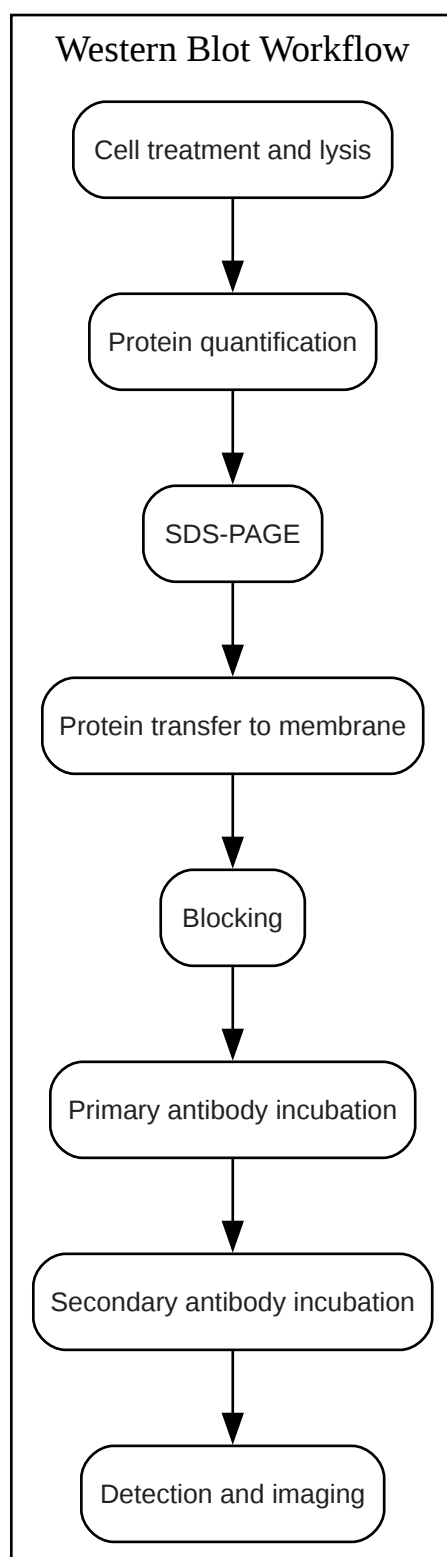 Western Blot Workflow
Cell treatment and lysis
Protein quantification
SDS-PAGE
Protein transfer to membrane
Blocking
Primary antibody incubation
Secondary antibody incubation
Detection and imaging